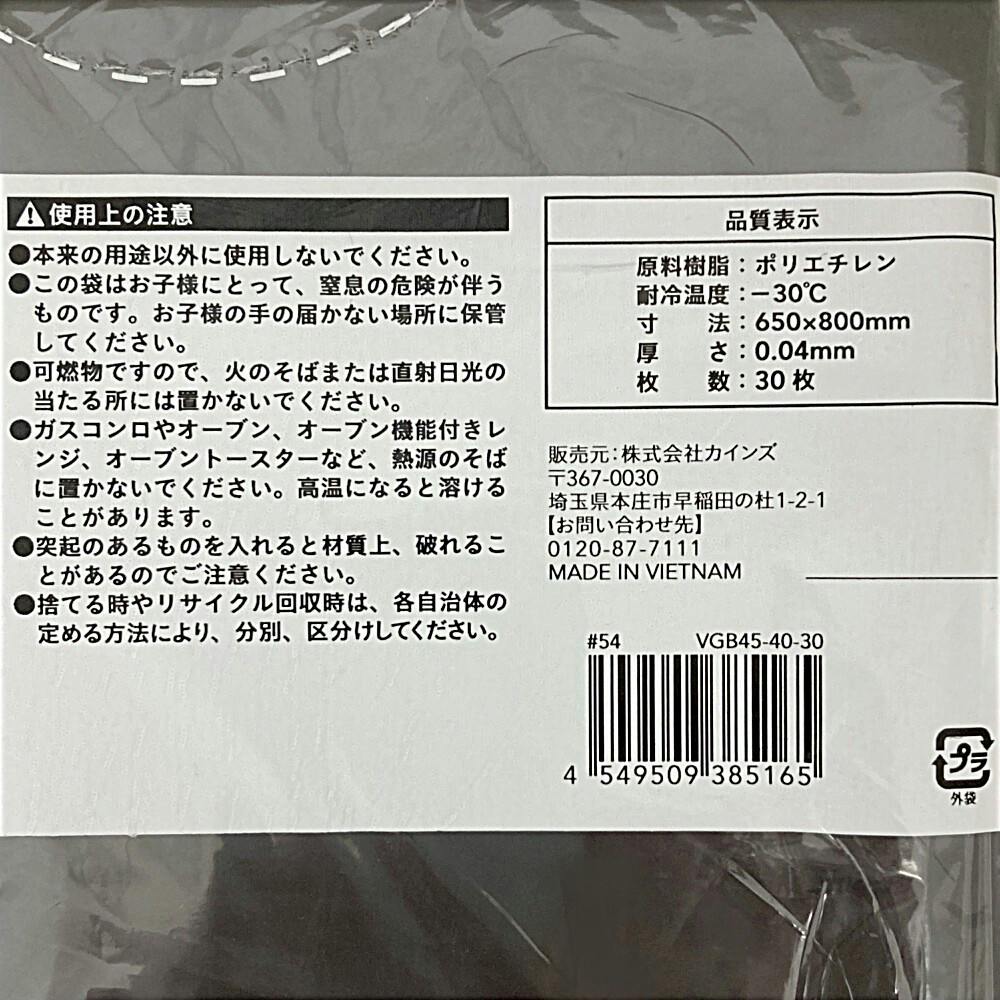 ⚠使用上の注意
●本来の用途以外に使用しないでください。
●この袋はお子様にとって、窒息の危険が伴う
ものです。お子様の手の届かない場所に保管
してください。
●可燃物ですので、火のそばまたは直射日光の
当たる所には置かないでください。
●ガスコンロやオーブン、オーブン機能付きレ
ンジ、オーブントースターなど、熱源のそば
に置かないでください。高温になると溶ける
ことがあります。
●突起のあるものを入れると材質上、破れるこ
とがあるのでご注意ください。
●捨てる時やリサイクル回収時は、各自治体の
定める方法により、分別、区分けしてください。
品質表示
原料樹脂：ポリエチレン
耐冷温度：−30℃
寸　　法：650×800mm
厚　　さ：0.04mm
枚　　数：30枚
販売元：株式会社カインズ
〒367-0030
埼玉県本庄市早稲田の杜1-2-1
【お問い合わせ先】
0120-87-7111
MADE IN VIETNAM
#54 VGB45-40-30
4 549509 385165
プラ
外袋